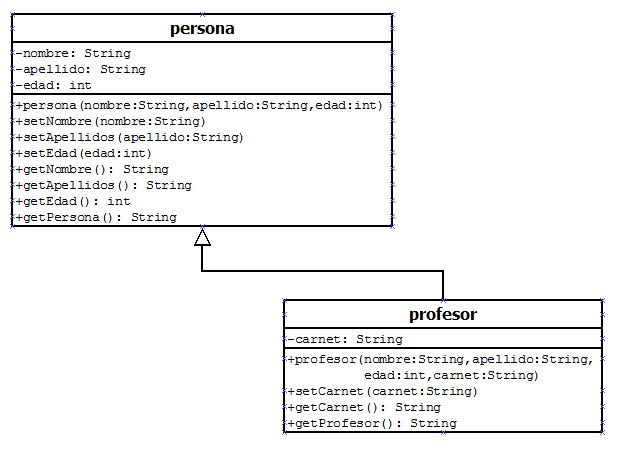 persona
-nombre: String
-apellido: String
-edad: int
+persona(nombre:String,apellido:String,edad:int)
+setNombre(nombre:String)
+setApellidos(apellido:String)
+setEdad(edad:int)
+getNombre(): String
+getApellidos(): String
+getEdad(): int
+getPersona(): String
profesor
-carnet: String
+profesor(nombre:String,apellido:String,
edad:int,carnet:String)
+setCarnet(carnet:String)
+getCarnet(): String
+getProfesor(): String